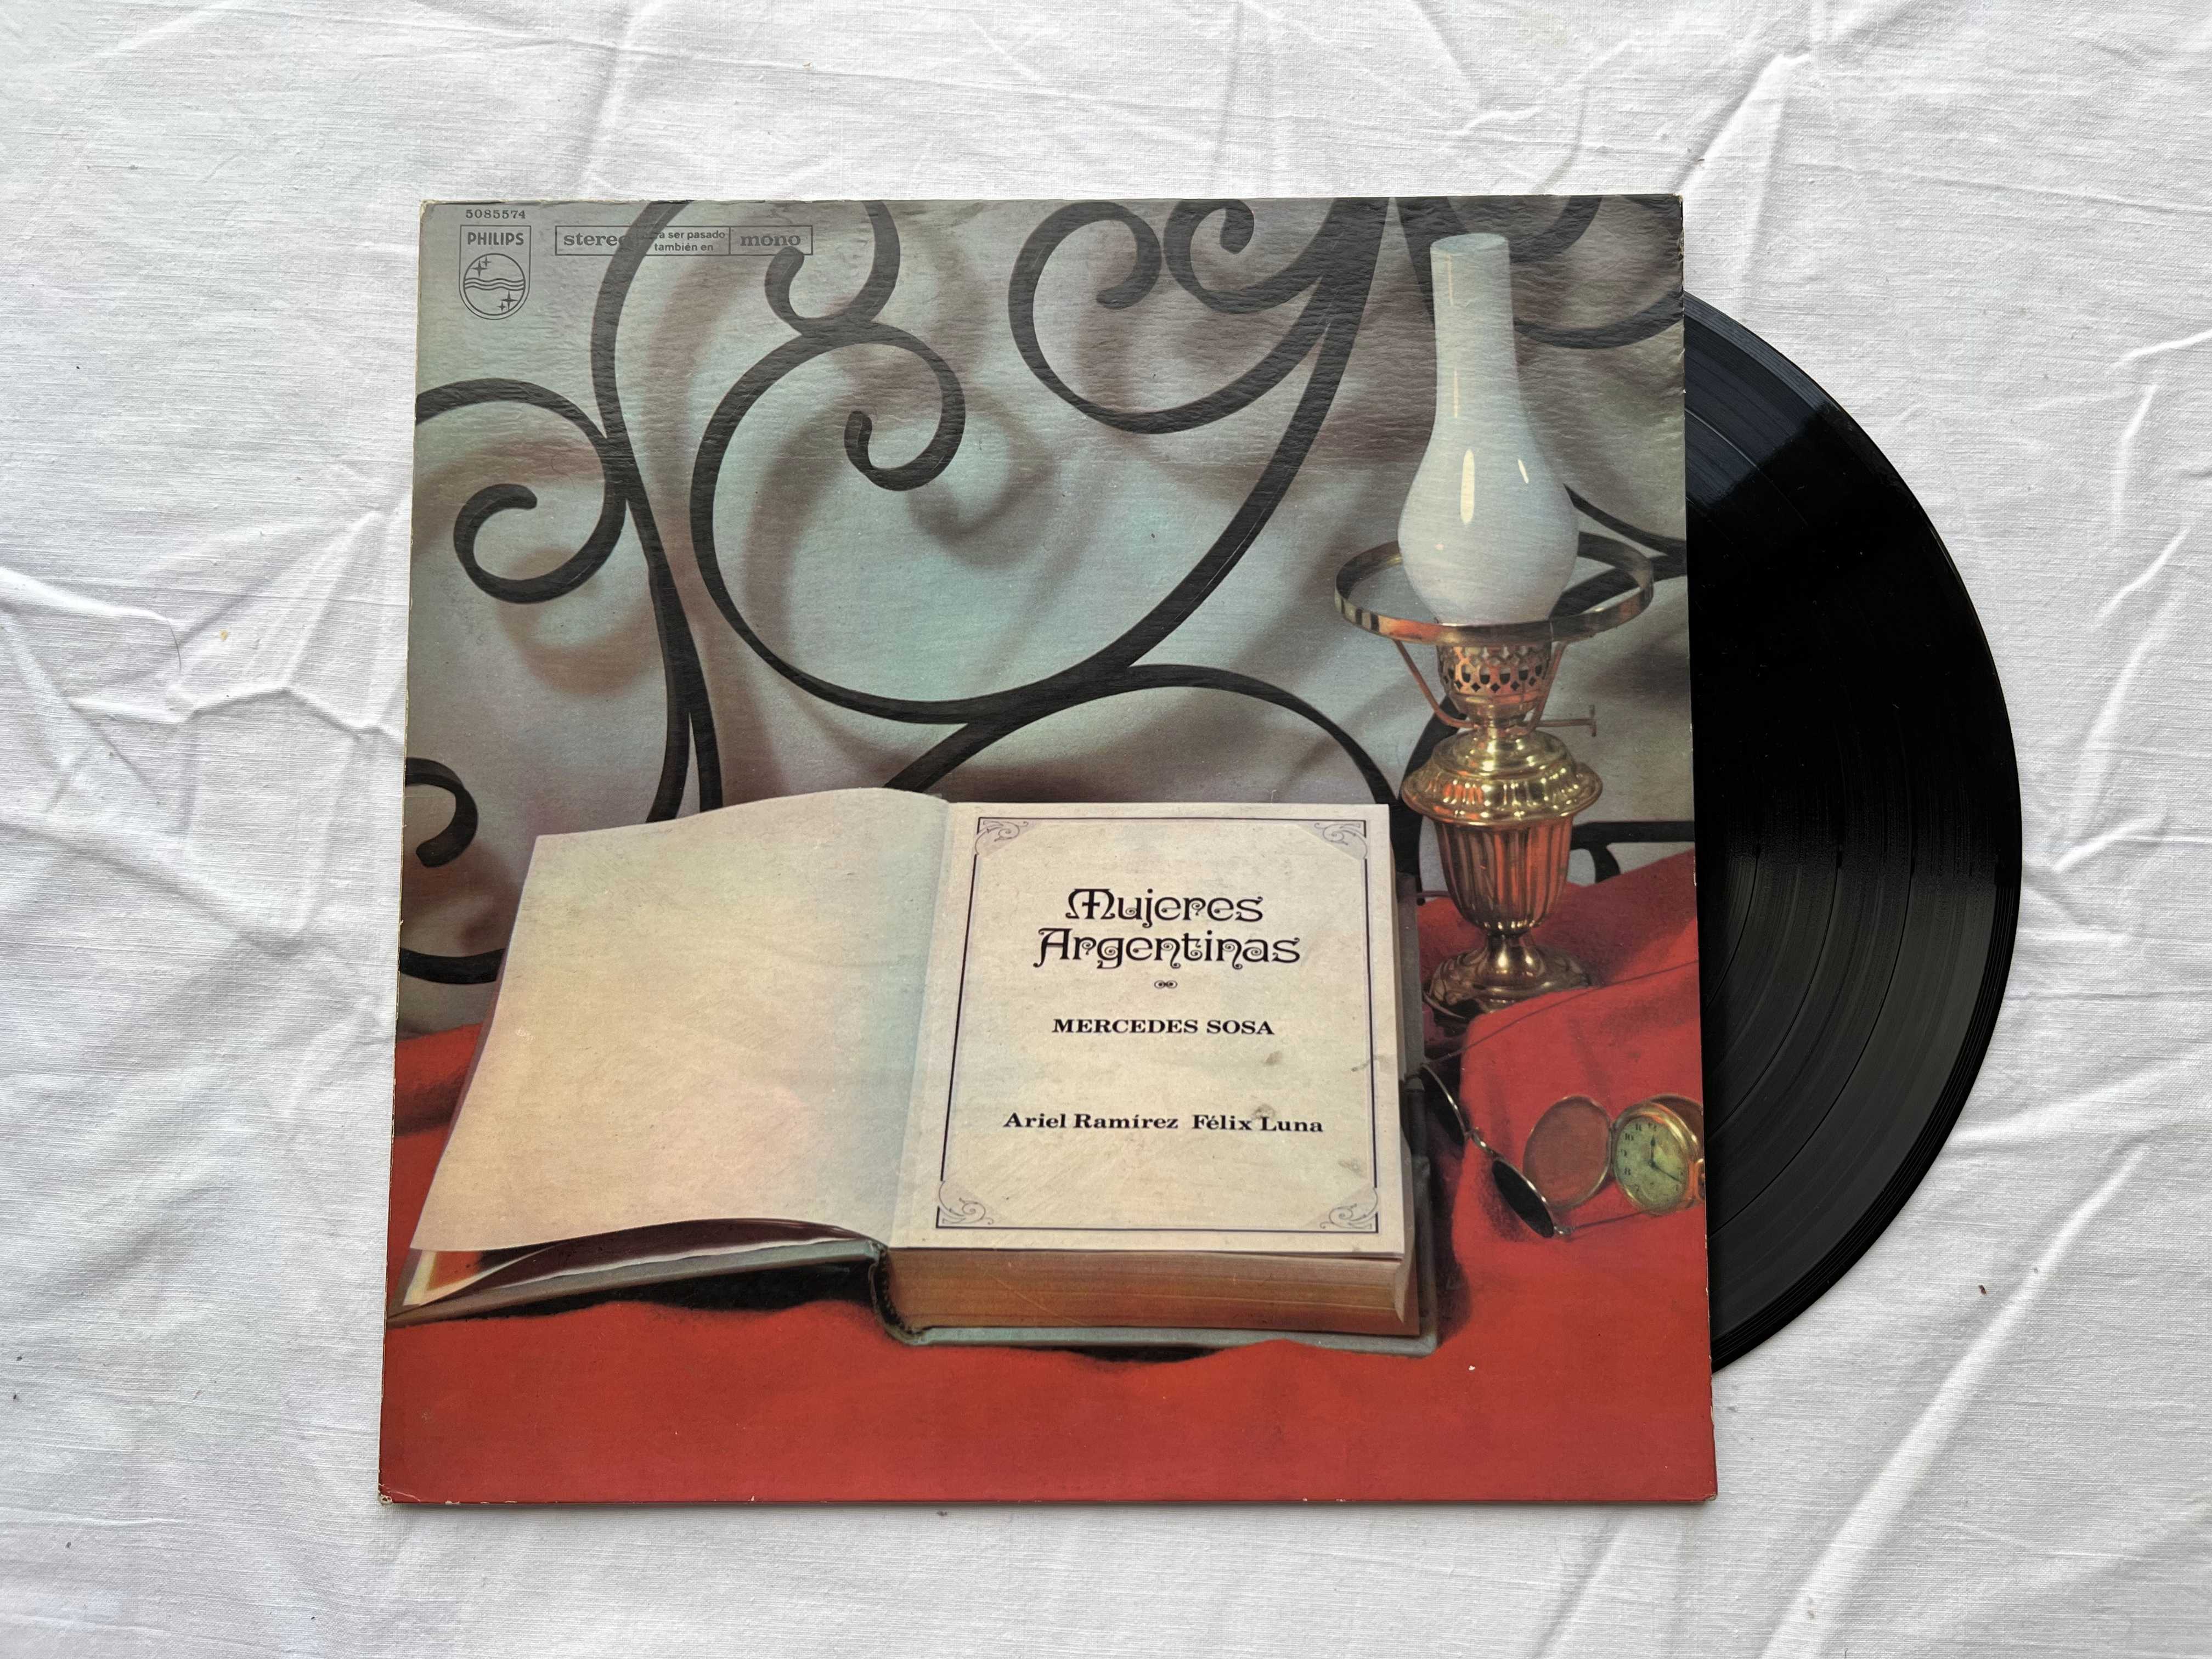 5085574
PHILIPS
stereo
a ser pasado
también en
mono
Mujeres
Argentinas
MERCEDES SOSA
Ariel Ramírez Félix Luna